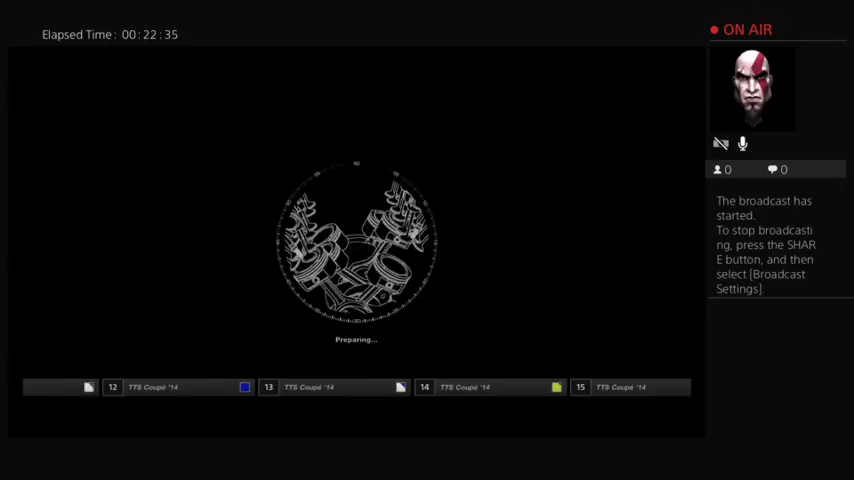 Elapsed Time: 00:22:35
ON AIR
0 0
The broadcast has
started.
To stop broadcasti
ng, press the SHAR
E button, and then
select [Broadcast
Settings].
Preparing...
12 TTS Coupé '14 13 TTS Coupé '14 14 TTS Coupé '14 15 TTS Coupé '14